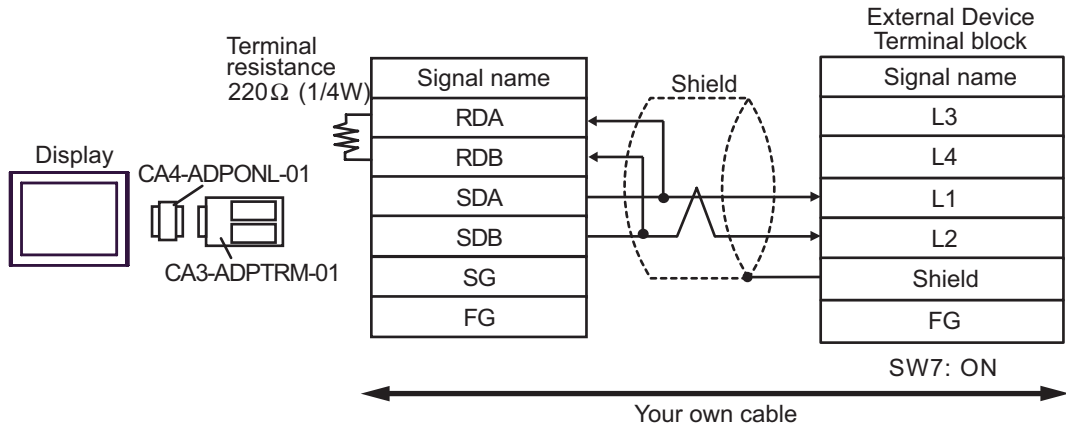 External Device
Terminal block
Terminal
resistance
220Ω (1/4W)
Signal name
RDA
RDB
SDA
SDB
SG
FG
Shield
Signal name
L3
L4
L1
L2
Shield
FG
Display
CA4-ADPONL-01
CA3-ADPTRM-01
SW7: ON
Your own cable